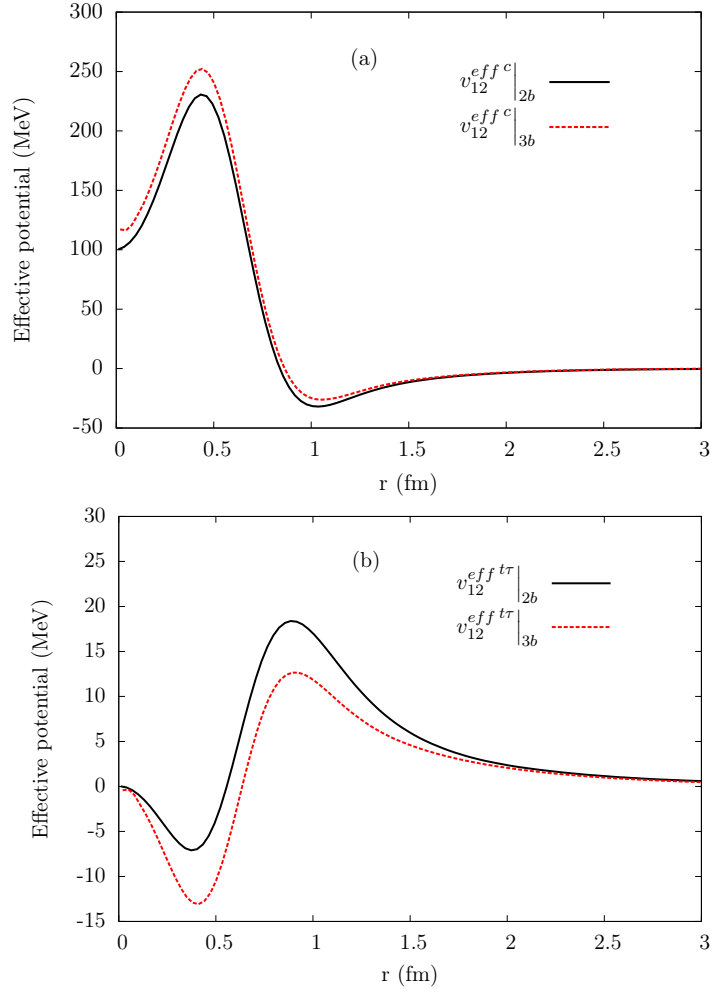 300
250
200
150
100
50
0
-50
Effective potential (MeV)
(a)
v_{12}^{eff c}|_{2b}
v_{12}^{eff c}|_{3b}
0 0.5 1 1.5 2 2.5 3
r (fm)
30
25
20
15
10
5
0
-5
-10
-15
Effective potential (MeV)
(b)
v_{12}^{eff tτ}|_{2b}
v_{12}^{eff tτ}|_{3b}
0 0.5 1 1.5 2 2.5 3
r (fm)